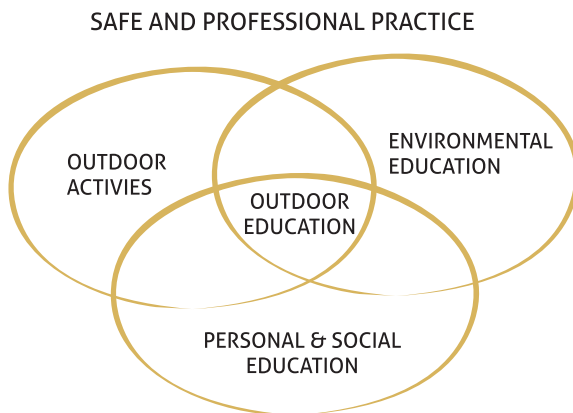 SAFE AND PROFESSIONAL PRACTICE
OUTDOOR
ACTIVIES
ENVIRONMENTAL
EDUCATION
OUTDOOR
EDUCATION
PERSONAL & SOCIAL
EDUCATION